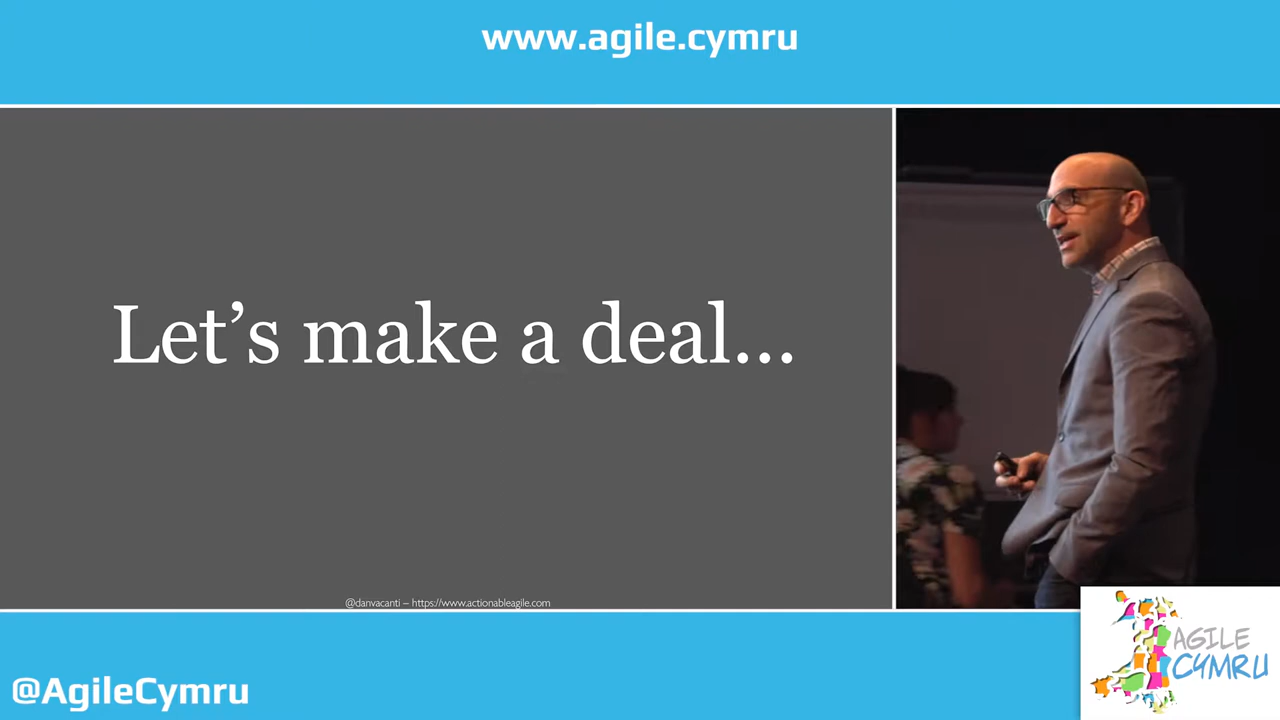 www.agile.cymru
Let's make a deal...
@danvacanti – https://www.actionableagile.com
@AgileCymru
AGILE
CYMRU